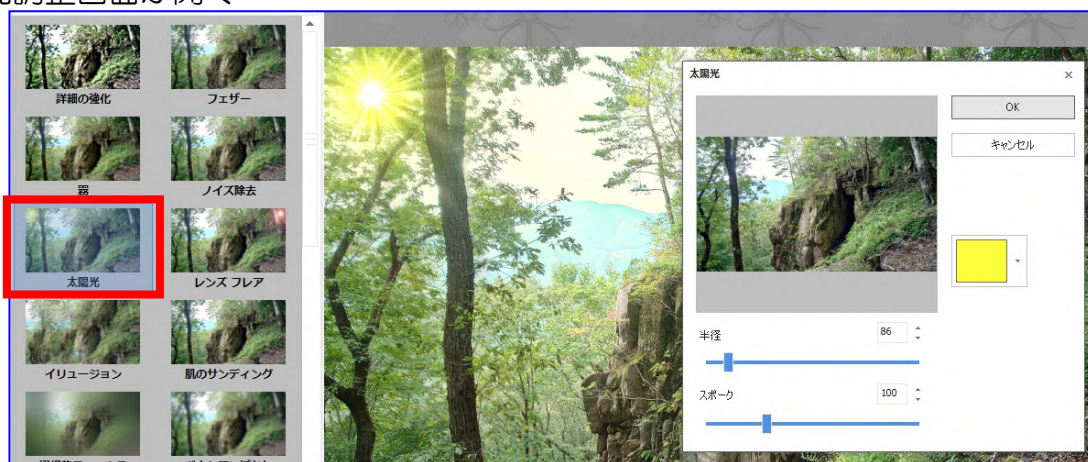 詳細の強化
フェザー
霧
ノイズ除去
太陽光
レンズ フレア
イリュージョン
肌のサンディング
太陽光
×
OK
キャンセル
半径
86
スポーク
100